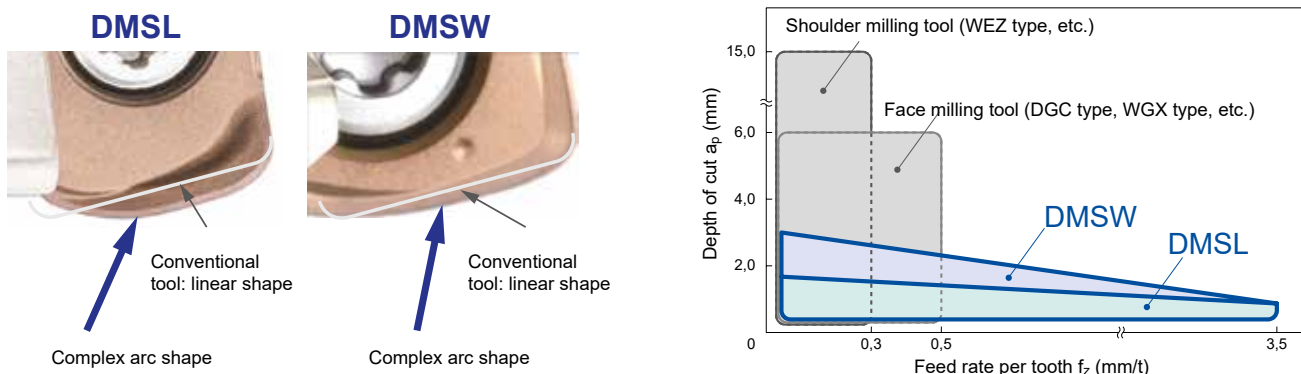 DMSL
DMSW
Conventional
tool: linear shape
Conventional
tool: linear shape
Complex arc shape
Complex arc shape
Shoulder milling tool (WEZ type, etc.)
Face milling tool (DGC type, WGX type, etc.)
DMSW
DMSL
Depth of cut ap (mm)
15,0
6,0
4,0
2,0
0
0,3
0,5
3,5
Feed rate per tooth fz (mm/t)